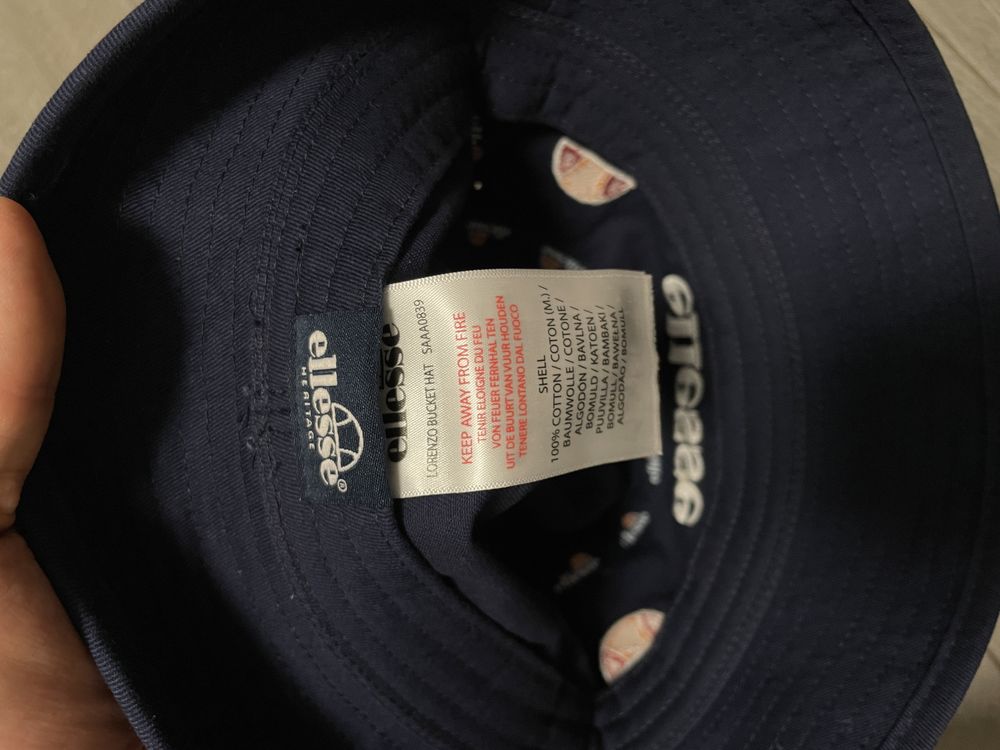 ellesse
HERITAGE
®
ellesse
LORENZO BUCKET HAT SAAA0839
KEEP AWAY FROM FIRE
TENIR ELOIGNE DU FEU
VON FEUER FERNHALTEN
UIT DE BUURT VAN VUUR HOUDEN
TENERE LONTANO DAL FUOCO
SHELL
100% COTTON / COTON (M.) /
BAUMWOLLE / COTONE /
ALGODÓN / BAVLNA /
BOMULD / KATOEN /
PUUVILLA / BAMBAKI /
BOMULL / BAWEŁNA /
ALGODÃO / BOMULL
ellesse